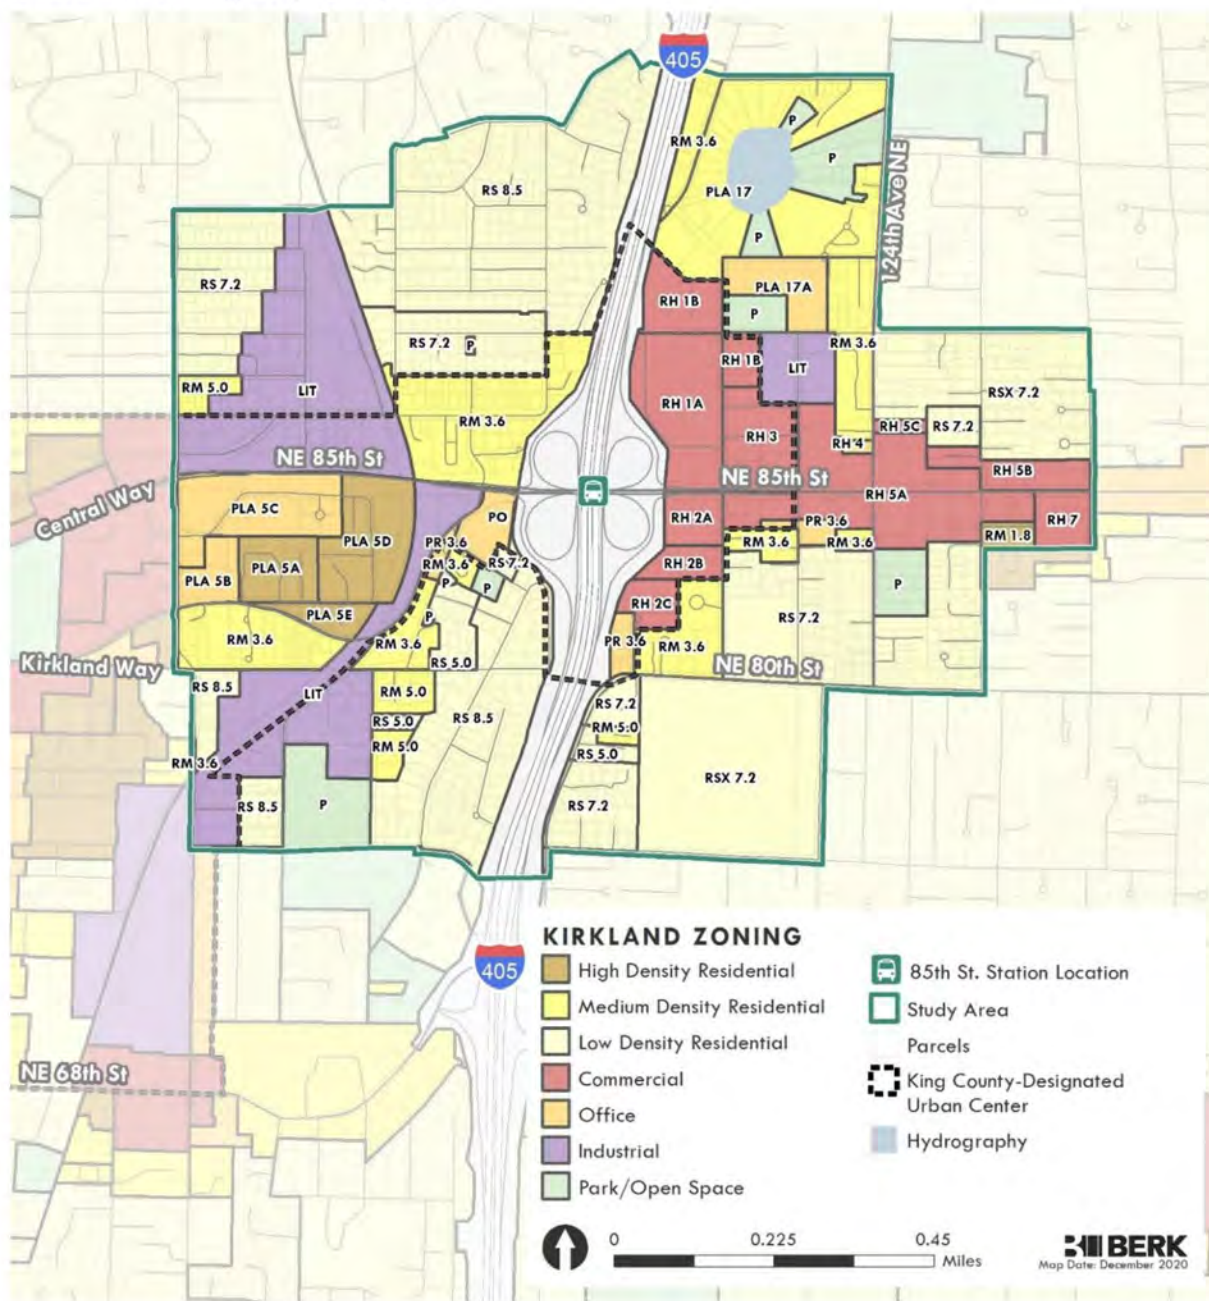 405
RM 3.6
P
P
RS 8.5
PLA 17
124th Ave NE
P
RS 7.2
PLA 17A
RH 1B
P
RS 7.2
P
RM 3.6
RH 1B
LIT
RM 5.0
LIT
RSX 7.2
RH 1A
RM 3.6
RH 3
RH 4
RH 5C
RS 7.2
NE 85th St
NE 85th St
RH 5B
Central Way
RH 5A
PLA 5C
PO
RH 2A
PR 3.6
RH 7
PLA 5D
PR 3.6
RM 3.6
RM 3.6
RM 1.8
RM 3.6
RS 7.2
RH 2B
PLA 5B
PLA 5A
P
P
P
RH 2C
PLA 5E
P
RS 7.2
RM 3.6
RM 3.6
PR 3.6
RM 3.6
Kirkland Way
RS 5.0
NE 80th St
RS 8.5
LIT
RM 5.0
RS 8.5
RS 7.2
RS 5.0
RM 5.0
RM 5.0
RS 5.0
RM 3.6
RSX 7.2
RS 8.5
P
RS 7.2
405
NE 68th St
KIRKLAND ZONING
High Density Residential
Medium Density Residential
Low Density Residential
Commercial
Office
Industrial
Park/Open Space
85th St. Station Location
Study Area
Parcels
King County-Designated
Urban Center
Hydrography
0 0.225 0.45
Miles
BERK
Map Date: December 2020